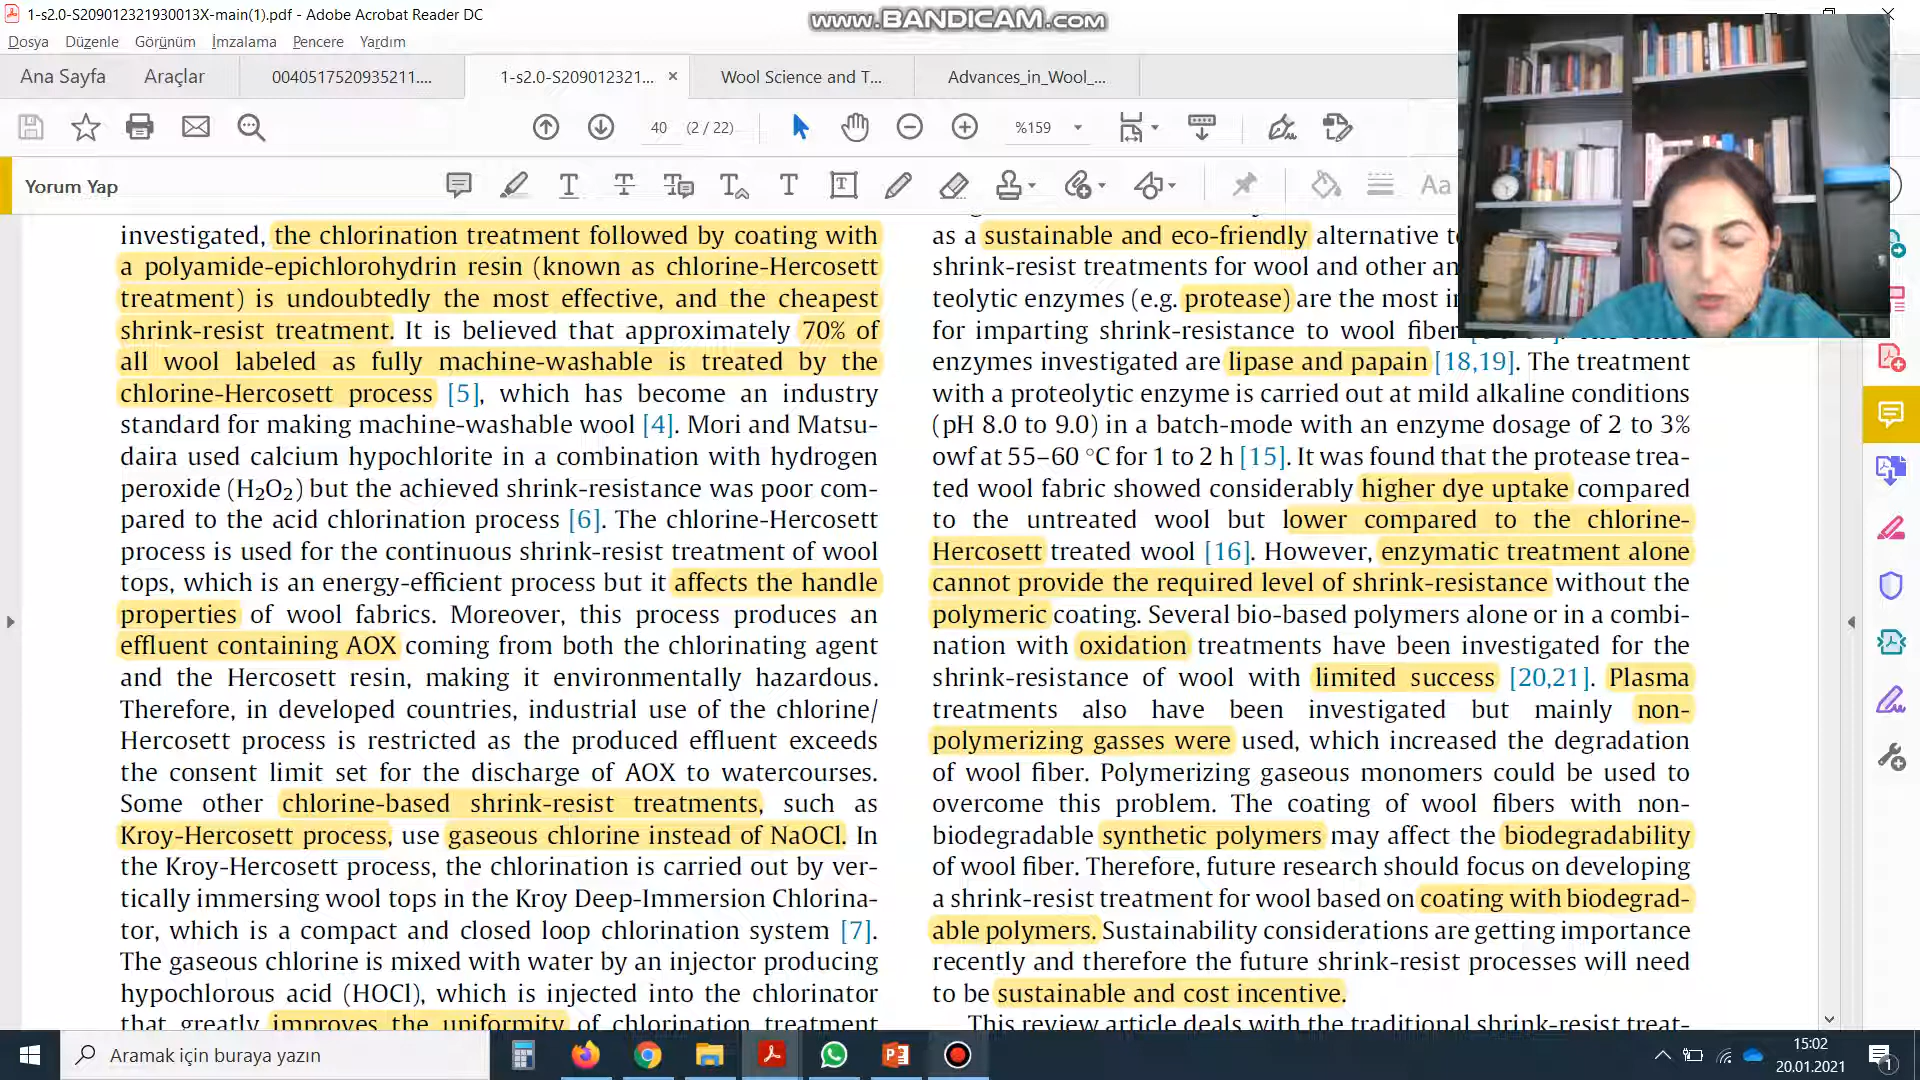 1-s2.0-S209012321930013X-main(1).pdf - Adobe Acrobat Reader DC
www.BANDICAM.com
Dosya Düzenle Görünüm İmzalama Pencere Yardım
Ana Sayfa Araçlar 0040517520935211.... 1-s2.0-S209012321... × Wool Science and T... Advances_in_Wool_...
40 (2 / 22) %159
Yorum Yap
Aa
investigated, the chlorination treatment followed by coating with
a polyamide-epichlorohydrin resin (known as chlorine-Hercosett
treatment) is undoubtedly the most effective, and the cheapest
shrink-resist treatment. It is believed that approximately 70% of
all wool labeled as fully machine-washable is treated by the
chlorine-Hercosett process [5], which has become an industry
standard for making machine-washable wool [4]. Mori and Matsu-
daira used calcium hypochlorite in a combination with hydrogen
peroxide (H₂O₂) but the achieved shrink-resistance was poor com-
pared to the acid chlorination process [6]. The chlorine-Hercosett
process is used for the continuous shrink-resist treatment of wool
tops, which is an energy-efficient process but it affects the handle
properties of wool fabrics. Moreover, this process produces an
effluent containing AOX coming from both the chlorinating agent
and the Hercosett resin, making it environmentally hazardous.
Therefore, in developed countries, industrial use of the chlorine/
Hercosett process is restricted as the produced effluent exceeds
the consent limit set for the discharge of AOX to watercourses.
Some other chlorine-based shrink-resist treatments, such as
Kroy-Hercosett process, use gaseous chlorine instead of NaOCl. In
the Kroy-Hercosett process, the chlorination is carried out by ver-
tically immersing wool tops in the Kroy Deep-Immersion Chlorina-
tor, which is a compact and closed loop chlorination system [7].
The gaseous chlorine is mixed with water by an injector producing
hypochlorous acid (HOCl), which is injected into the chlorinator
that greatly improves the uniformity of chlorination treatment
as a sustainable and eco-friendly alternative
shrink-resist treatments for wool and other
teolytic enzymes (e.g. protease) are the most
for imparting shrink-resistance to wool
enzymes investigated are lipase and papain [18,19]. The treatment
with a proteolytic enzyme is carried out at mild alkaline conditions
(pH 8.0 to 9.0) in a batch-mode with an enzyme dosage of 2 to 3%
owf at 55–60 °C for 1 to 2 h [15]. It was found that the protease trea-
ted wool fabric showed considerably higher dye uptake compared
to the untreated wool but lower compared to the chlorine-
Hercosett treated wool [16]. However, enzymatic treatment alone
cannot provide the required level of shrink-resistance without the
polymeric coating. Several bio-based polymers alone or in a combi-
nation with oxidation treatments have been investigated for the
shrink-resistance of wool with limited success [20,21]. Plasma
treatments also have been investigated but mainly non-
polymerizing gasses were used, which increased the degradation
of wool fiber. Polymerizing gaseous monomers could be used to
overcome this problem. The coating of wool fibers with non-
biodegradable synthetic polymers may affect the biodegradability
of wool fiber. Therefore, future research should focus on developing
a shrink-resist treatment for wool based on coating with biodegrad-
able polymers. Sustainability considerations are getting importance
recently and therefore the future shrink-resist processes will need
to be sustainable and cost incentive.
This review article deals with the traditional shrink-resist treat-
Aramak için buraya yazın
15:02
20.01.2021
1